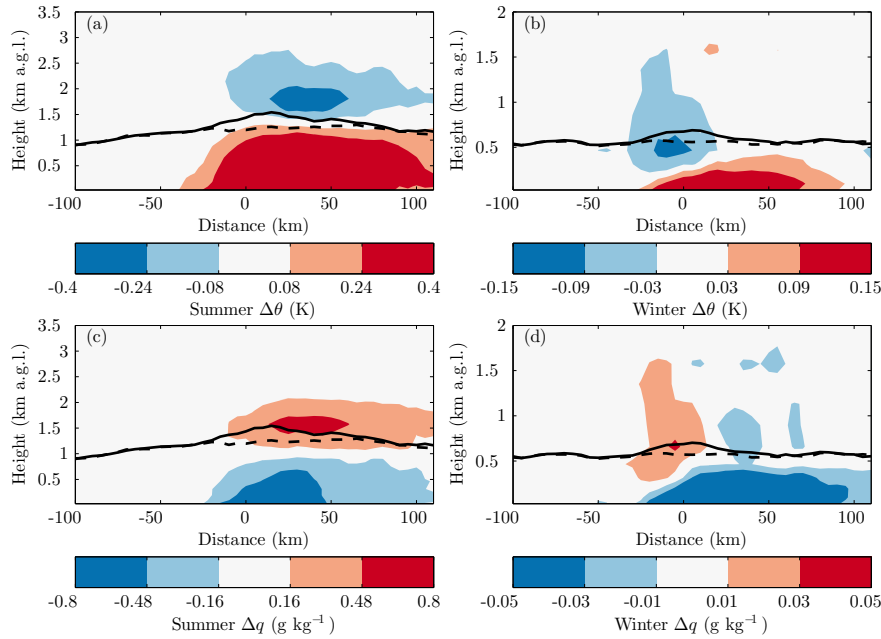 (a)
3.5
3
2.5
2
1.5
1
0.5
Height (km a.g.l.)
-100 -50 0 50 100
Distance (km)
-0.4 -0.24 -0.08 0.08 0.24 0.4
Summer Δθ (K)
(b)
2
1.5
1
0.5
Height (km a.g.l.)
-100 -50 0 50 100
Distance (km)
-0.15 -0.09 -0.03 0.03 0.09 0.15
Winter Δθ (K)
(c)
3.5
3
2.5
2
1.5
1
0.5
Height (km a.g.l.)
-100 -50 0 50 100
Distance (km)
-0.8 -0.48 -0.16 0.16 0.48 0.8
Summer Δq (g kg⁻¹)
(d)
2
1.5
1
0.5
Height (km a.g.l.)
-100 -50 0 50 100
Distance (km)
-0.05 -0.03 -0.01 0.01 0.03 0.05
Winter Δq (g kg⁻¹)